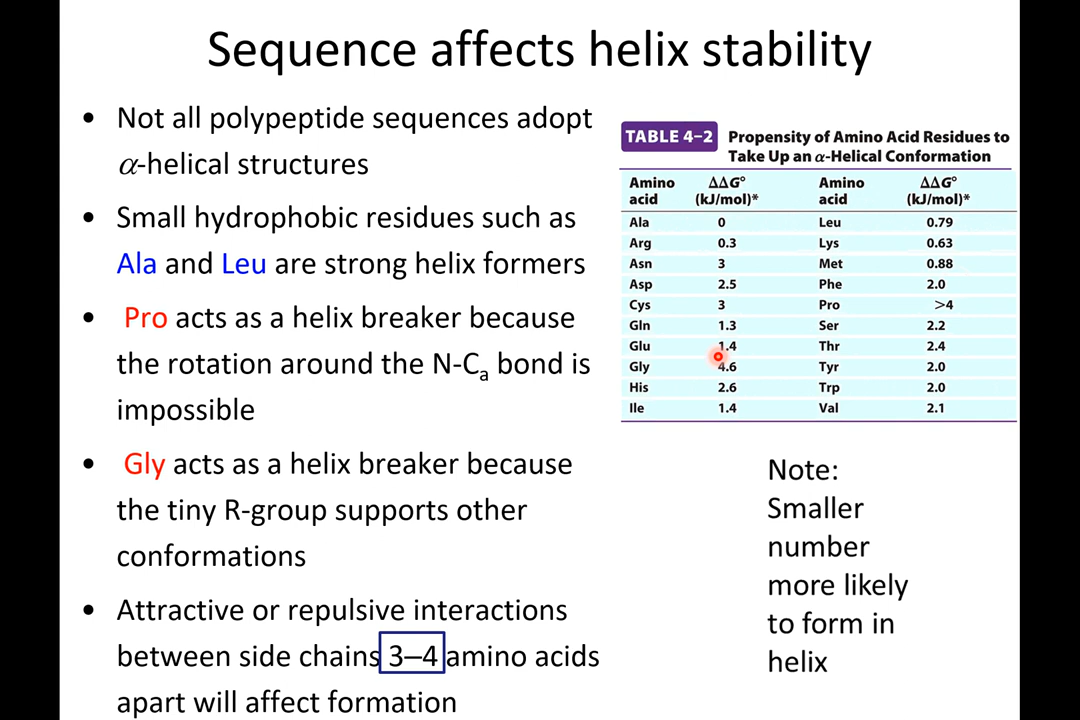 Sequence affects helix stability
• Not all polypeptide sequences adopt
α-helical structures
• Small hydrophobic residues such as
Ala and Leu are strong helix formers
• Pro acts as a helix breaker because
the rotation around the N-Ca bond is
impossible
• Gly acts as a helix breaker because
the tiny R-group supports other
conformations
• Attractive or repulsive interactions
between side chains 3–4 amino acids
apart will affect formation
TABLE 4–2 Propensity of Amino Acid Residues to
Take Up an α-Helical Conformation
Amino ΔΔG° Amino ΔΔG°
acid (kJ/mol)* acid (kJ/mol)*
Ala 0 Leu 0.79
Arg 0.3 Lys 0.63
Asn 3 Met 0.88
Asp 2.5 Phe 2.0
Cys 3 Pro >4
Gln 1.3 Ser 2.2
Glu 1.4 Thr 2.4
Gly 4.6 Tyr 2.0
His 2.6 Trp 2.0
Ile 1.4 Val 2.1
Note:
Smaller
number
more likely
to form in
helix